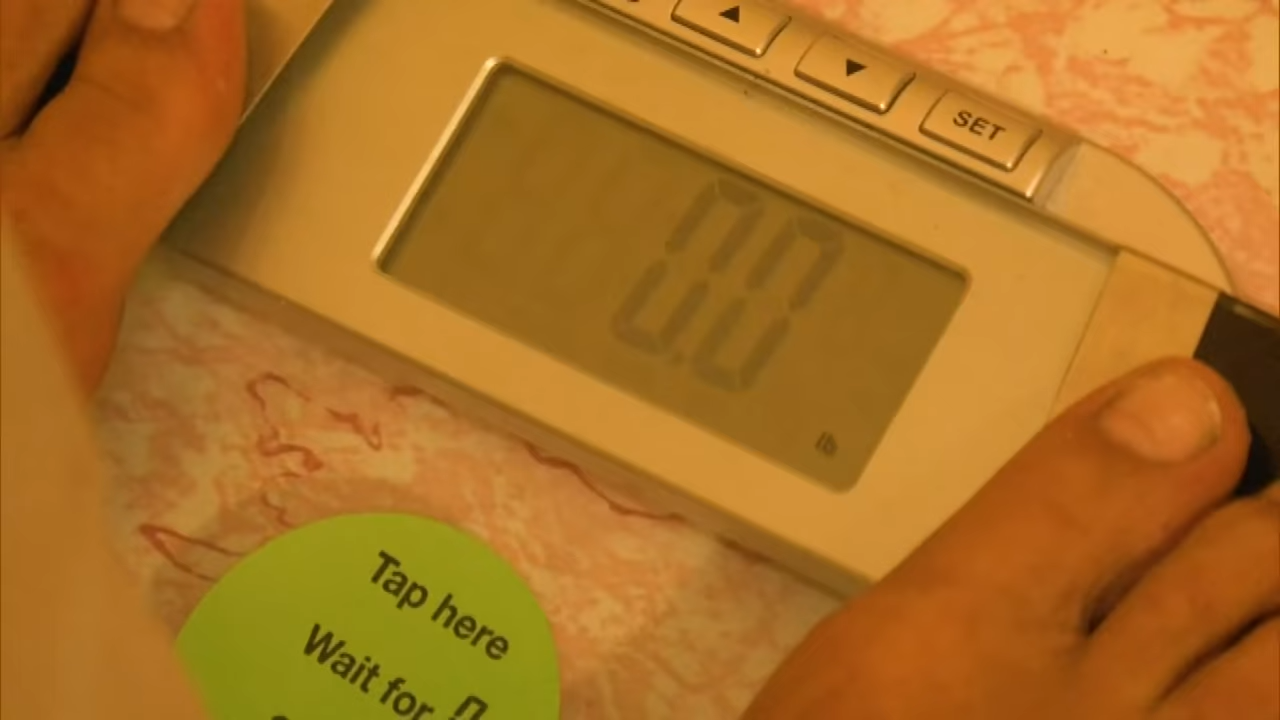 ▲
▼
SET
0.0
lb
Tap here
Wait for